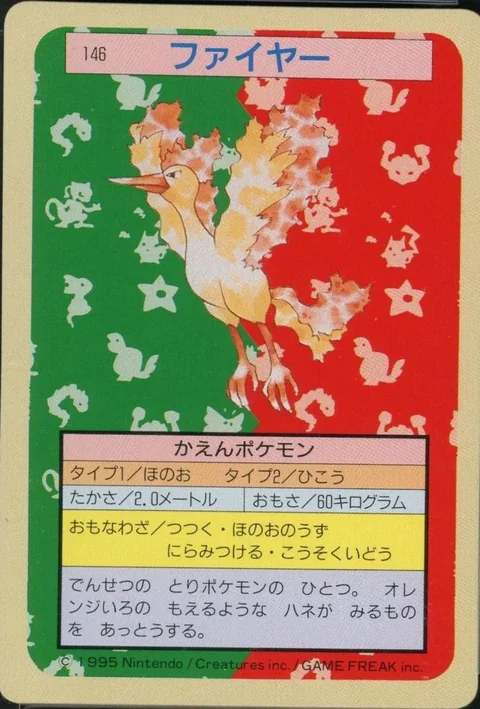 146 ファイヤー
かえんポケモン
タイプ1/ほのお タイプ2/ひこう
たかさ/2.0メートル おもさ/60キログラム
おもなわざ/つつく・ほのおのうず
にらみつける・こうそくいどう
でんせつの とりポケモンの ひとつ。 オレ
ンジいろの もえるような ハネが みるもの
を あっとうする。
© 1995 Nintendo / Creatures inc. / GAME FREAK inc.